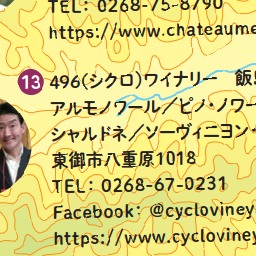 TEL: 0268-75-8790
https://www.chateaume
13 496(シクロ)ワイナリー 飯
アルモノワール／ピノ・ノワー
シャルドネ／ソーヴィニヨン・
東御市八重原1018
TEL: 0268-67-0231
Facebook: @cycloviney
https://www.cycloviney